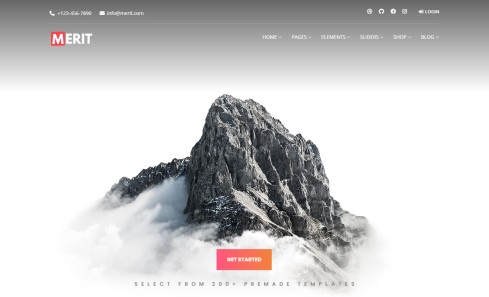 +123-456-7890 info@merit.com LOGIN
MERIT HOME PAGES ELEMENTS SLIDERS SHOP BLOG
GET STARTED
SELECT FROM 200+ PREMADE TEMPLATES